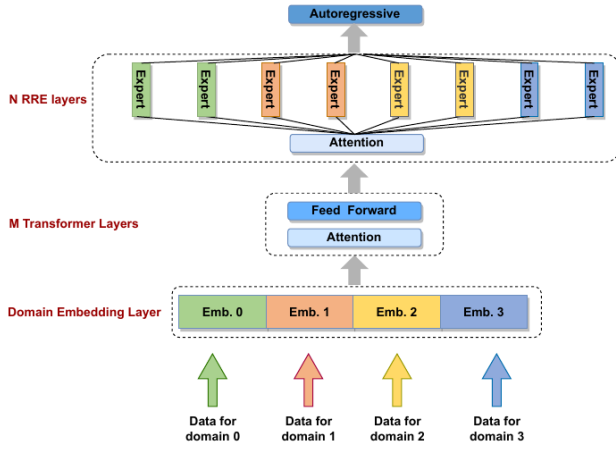 Autoregressive
N RRE layers
Expert
Expert
Expert
Expert
Expert
Expert
Expert
Expert
Attention
M Transformer Layers
Feed Forward
Attention
Domain Embedding Layer
Emb. 0
Emb. 1
Emb. 2
Emb. 3
Data for
domain 0
Data for
domain 1
Data for
domain 2
Data for
domain 3